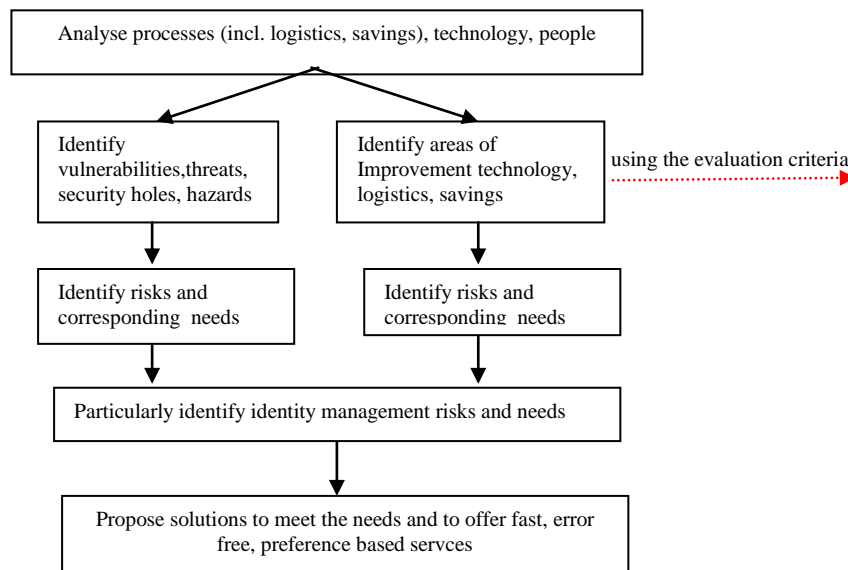 Analyse processes (incl. logistics, savings), technology, people
Identify
vulnerabilities,threats,
security holes, hazards
Identify areas of
Improvement technology,
logistics, savings
using the evaluation criteria
Identify risks and
corresponding needs
Identify risks and
corresponding needs
Particularly identify identity management risks and needs
Propose solutions to meet the needs and to offer fast, error
free, preference based servces